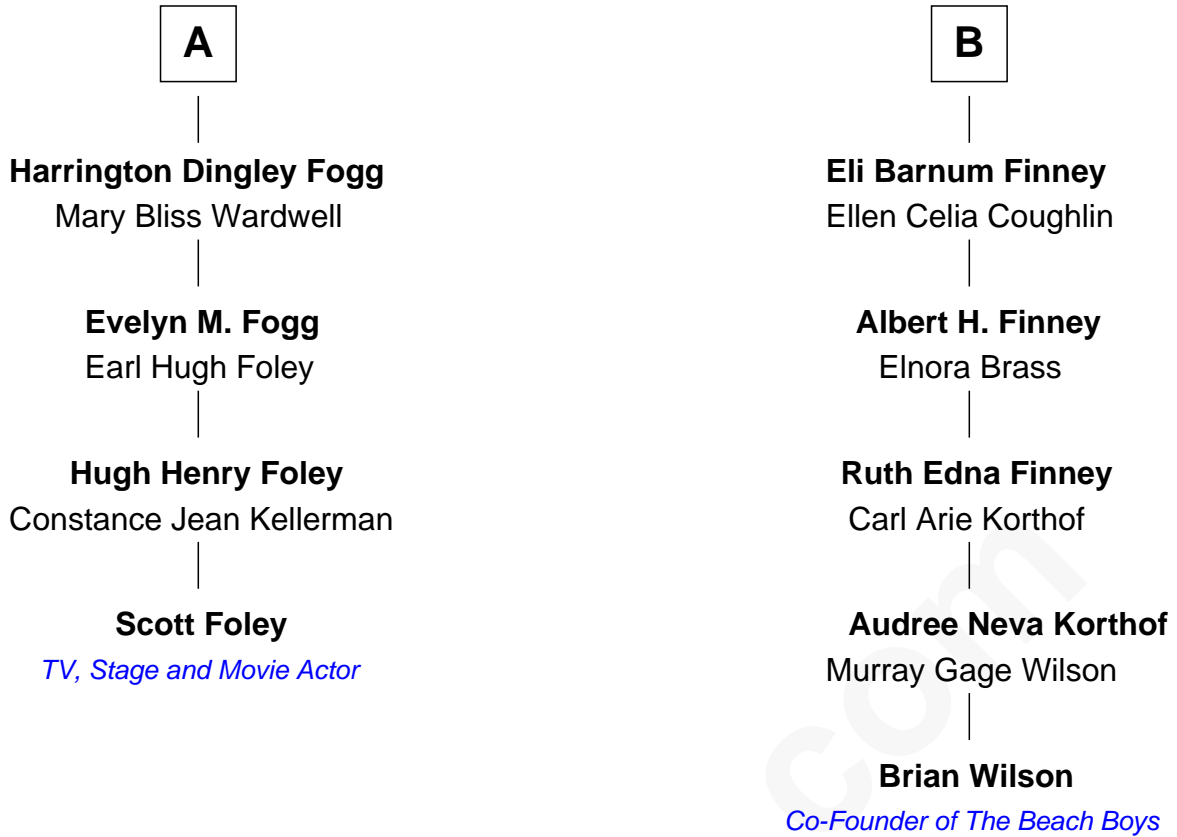 A
Harrington Dingley Fogg
Mary Bliss Wardwell
Evelyn M. Fogg
Earl Hugh Foley
Hugh Henry Foley
Constance Jean Kellerman
Scott Foley
TV, Stage and Movie Actor
B
Eli Barnum Finney
Ellen Celia Coughlin
Albert H. Finney
Elnora Brass
Ruth Edna Finney
Carl Arie Korthof
Audree Neva Korthof
Murray Gage Wilson
Brian Wilson
Co-Founder of The Beach Boys
com